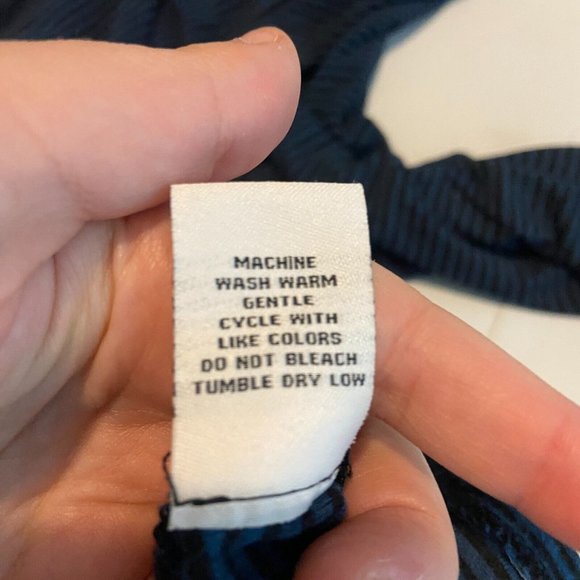 MACHINE
WASH WARM
GENTLE
CYCLE WITH
LIKE COLORS
DO NOT BLEACH
TUMBLE DRY LOW